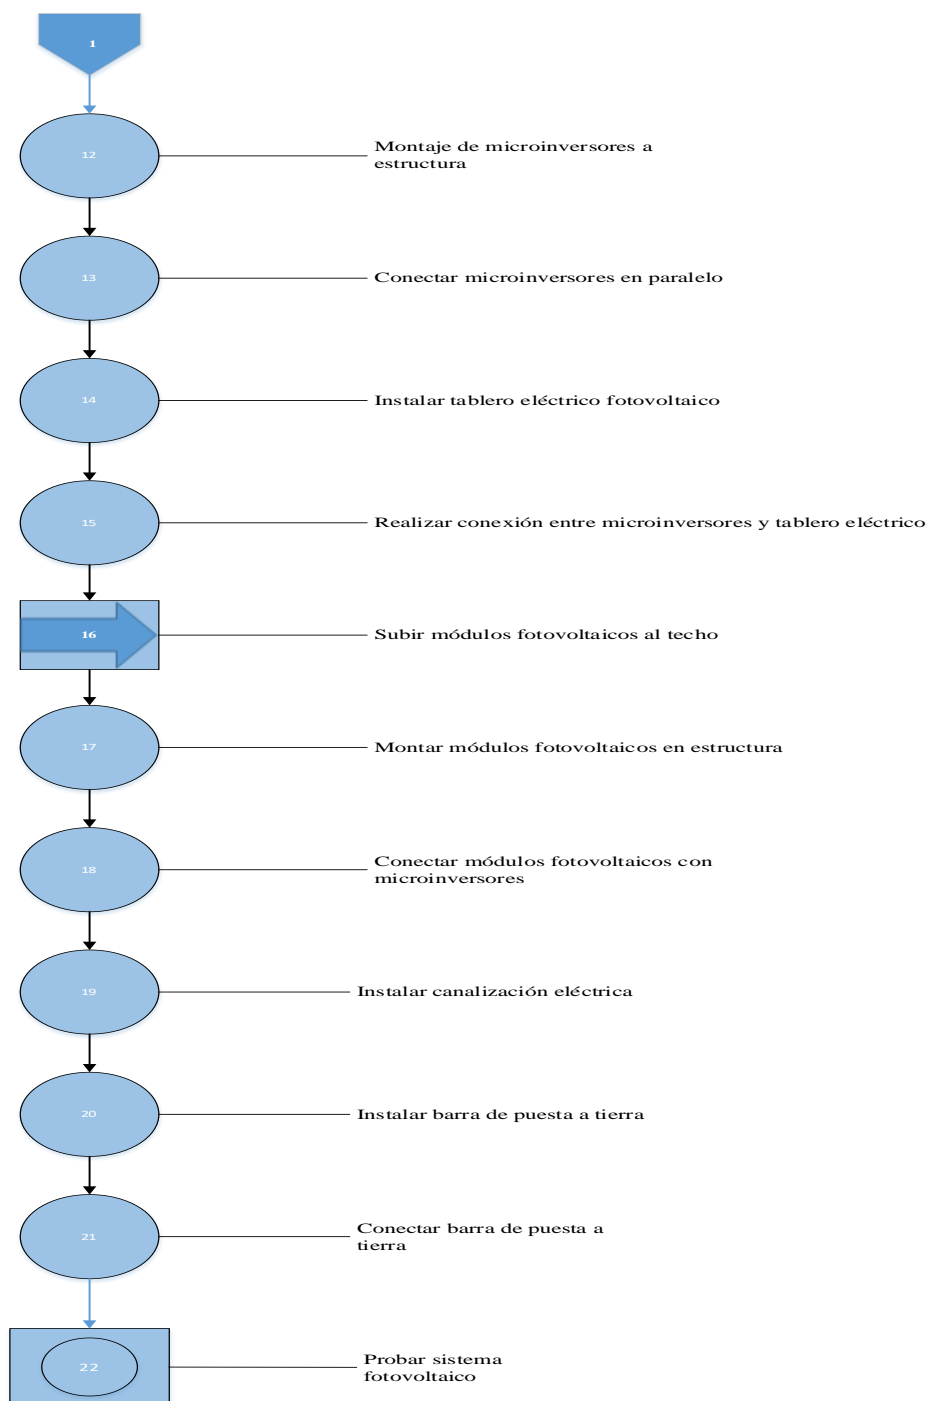 1
12
Montaje de microinversores a
estructura
13
Conectar microinversores en paralelo
14
Instalar tablero eléctrico fotovoltaico
15
Realizar conexión entre microinversores y tablero eléctrico
16
Subir módulos fotovoltaicos al techo
17
Montar módulos fotovoltaicos en estructura
18
Conectar módulos fotovoltaicos con
microinversores
19
Instalar canalización eléctrica
20
Instalar barra de puesta a tierra
21
Conectar barra de puesta a
tierra
22
Probar sistema
fotovoltaico